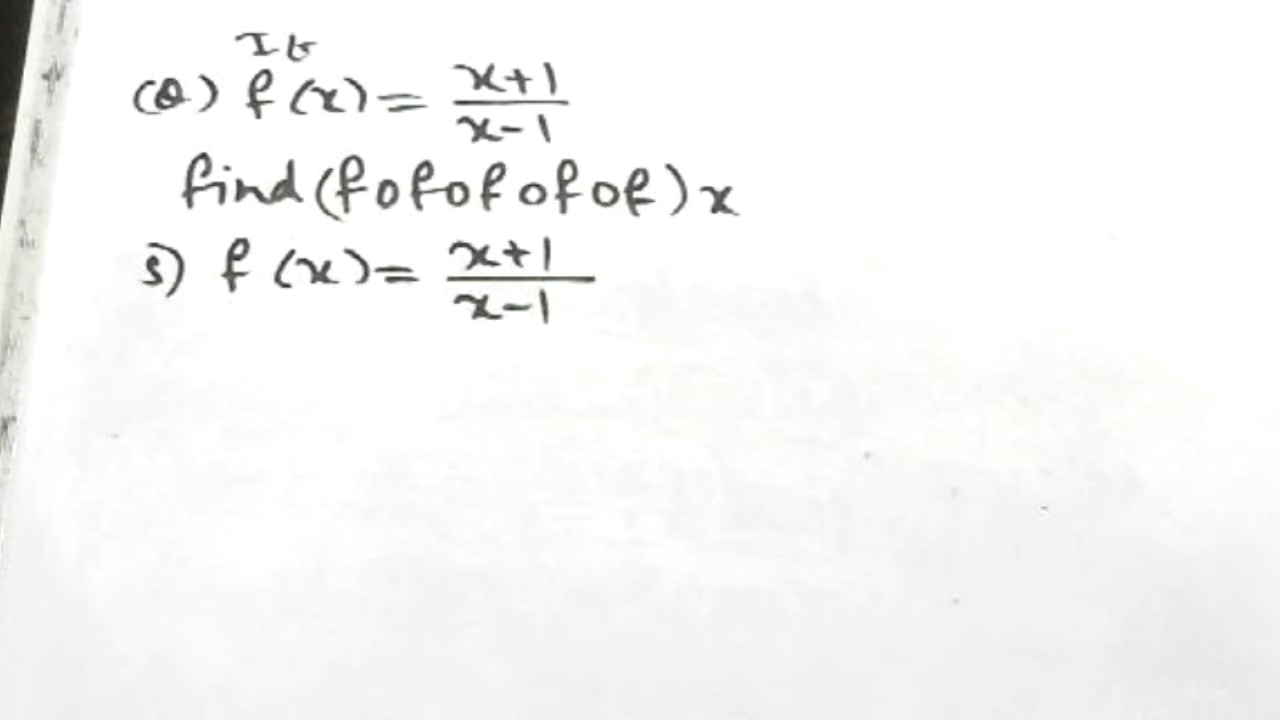 If
(Q) f(x) = x+1 / x-1
find (fofofofof)x
S) f(x) = x+1 / x-1